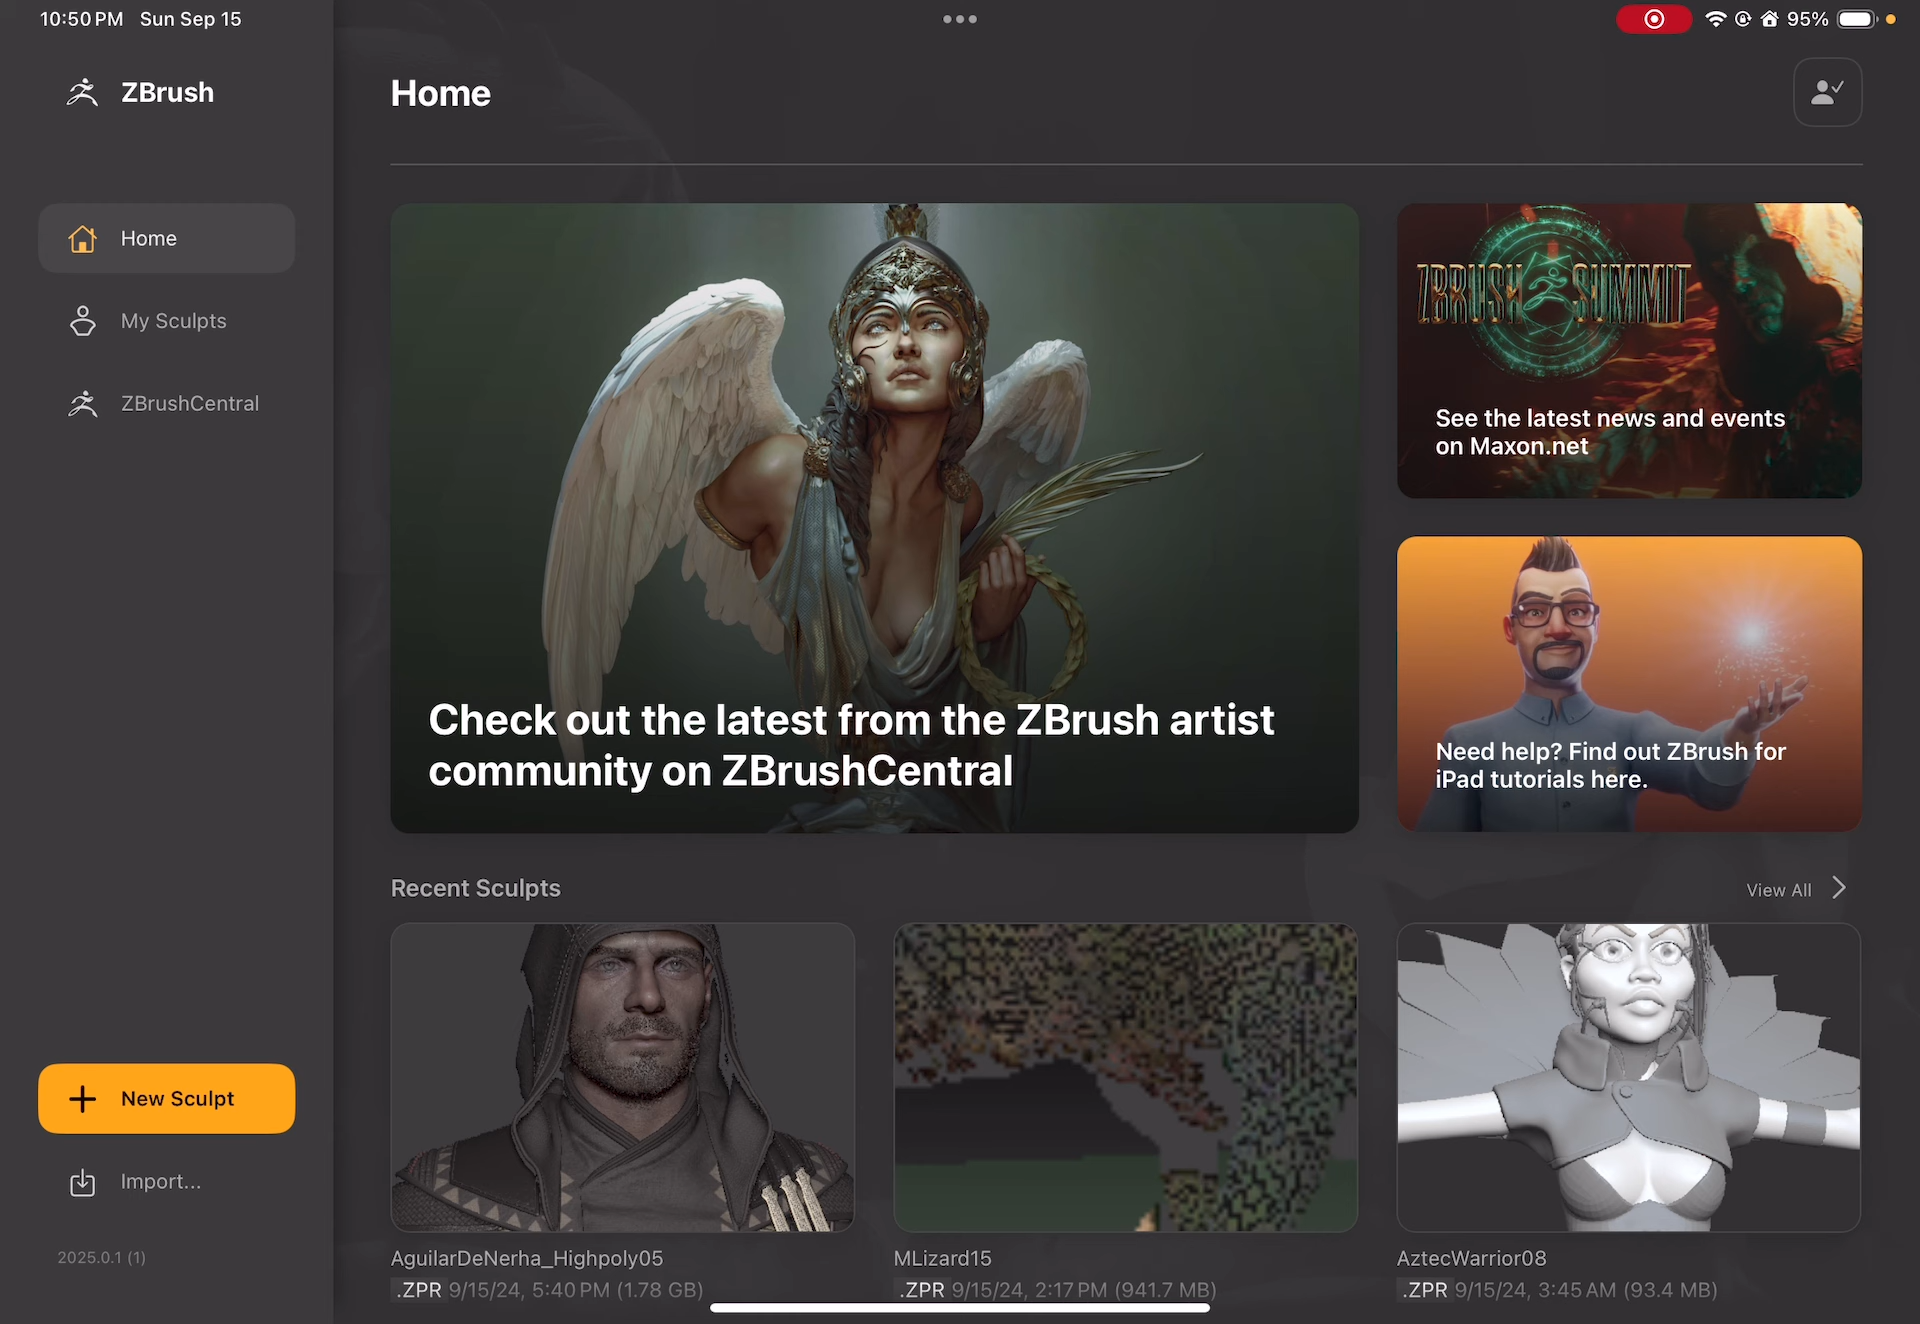 10:50 PM Sun Sep 15
95%
ZBrush
Home
Home
My Sculpts
ZBrushCentral
ZBRUSH SUMMIT
See the latest news and events
on Maxon.net
Check out the latest from the ZBrush artist
community on ZBrushCentral
Need help? Find out ZBrush for
iPad tutorials here.
Recent Sculpts
View All
New Sculpt
Import...
2025.0.1 (1)
AguilarDeNerha_Highpoly05
.ZPR 9/15/24, 5:40 PM (1.78 GB)
MLizard15
.ZPR 9/15/24, 2:17 PM (941.7 MB)
AztecWarrior08
.ZPR 9/15/24, 3:45 AM (93.4 MB)